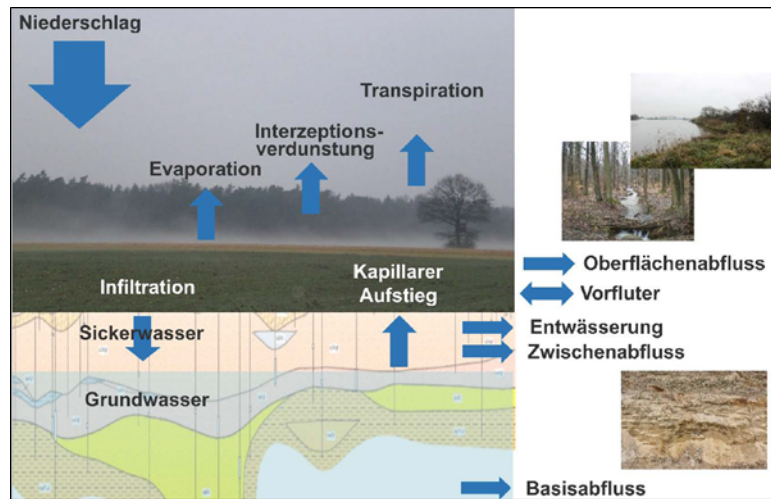 Niederschlag
Transpiration
Interzeptions-
verdunstung
Evaporation
Oberflächenabfluss
Infiltration
Kapillarer
Aufstieg
Vorfluter
Sickerwasser
Entwässerung
Zwischenabfluss
Grundwasser
Basisabfluss